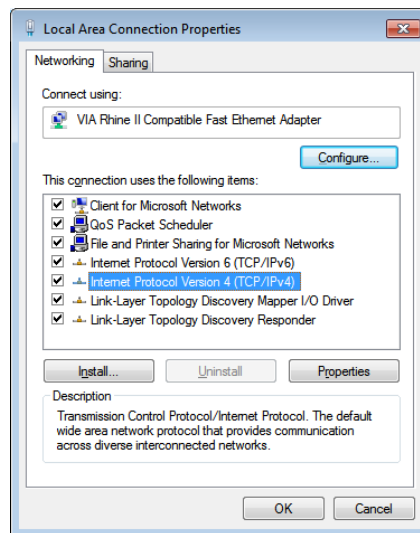 Local Area Connection Properties
Networking
Sharing
Connect using:
VIA Rhine II Compatible Fast Ethernet Adapter
Configure...
This connection uses the following items:
Client for Microsoft Networks
QoS Packet Scheduler
File and Printer Sharing for Microsoft Networks
Internet Protocol Version 6 (TCP/IPv6)
Internet Protocol Version 4 (TCP/IPv4)
Link-Layer Topology Discovery Mapper I/O Driver
Link-Layer Topology Discovery Responder
Install...
Uninstall
Properties
Description
Transmission Control Protocol/Internet Protocol. The default
wide area network protocol that provides communication
across diverse interconnected networks.
OK
Cancel